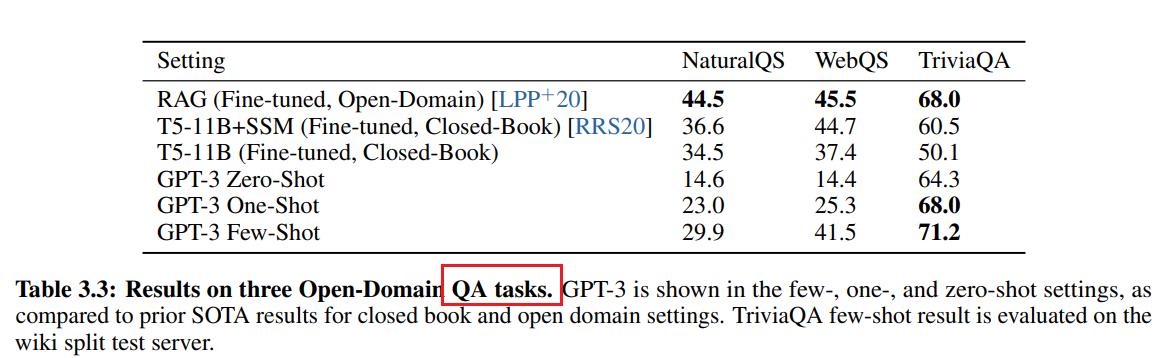 Setting NaturalQS WebQS TriviaQA
RAG (Fine-tuned, Open-Domain) [LPP+20] 44.5 45.5 68.0
T5-11B+SSM (Fine-tuned, Closed-Book) [RRS20] 36.6 44.7 60.5
T5-11B (Fine-tuned, Closed-Book) 34.5 37.4 50.1
GPT-3 Zero-Shot 14.6 14.4 64.3
GPT-3 One-Shot 23.0 25.3 68.0
GPT-3 Few-Shot 29.9 41.5 71.2
Table 3.3: Results on three Open-Domain QA tasks. GPT-3 is shown in the few-, one-, and zero-shot settings, as
compared to prior SOTA results for closed book and open domain settings. TriviaQA few-shot result is evaluated on the
wiki split test server.